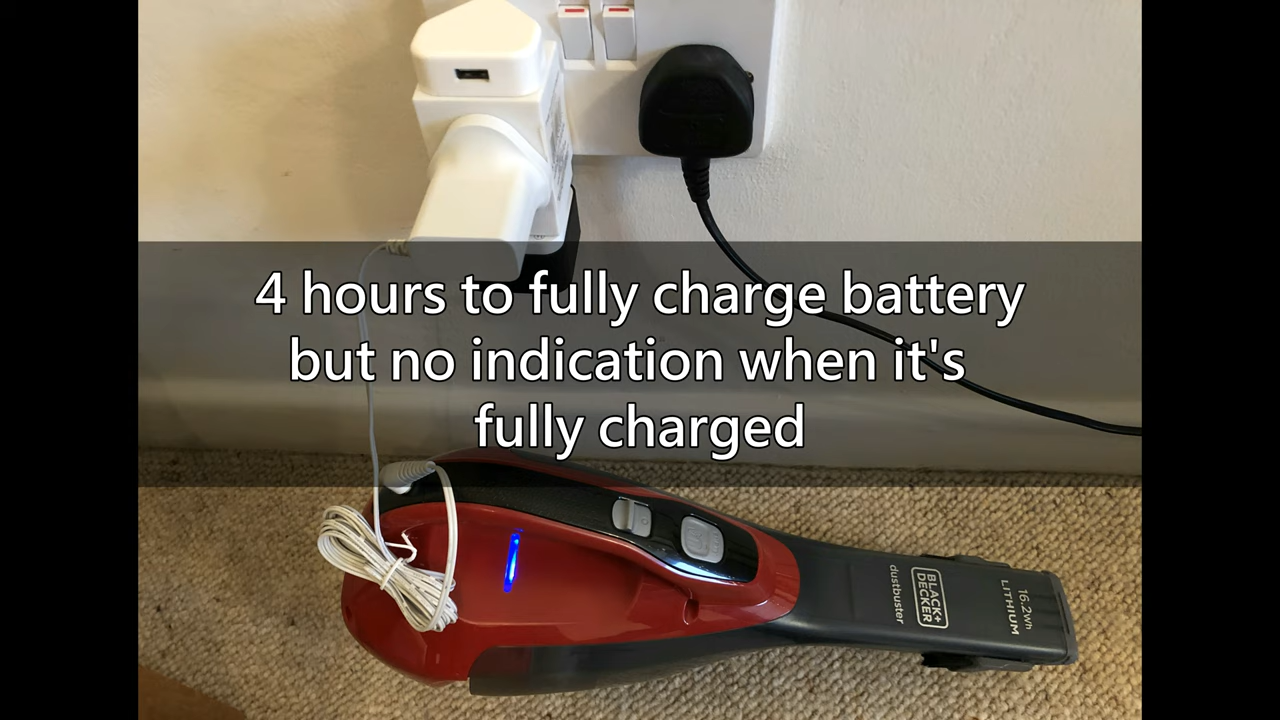 4 hours to fully charge battery
but no indication when it's
fully charged
BLACK+
DECKER
dustbuster
16.2Wh
LITHIUM